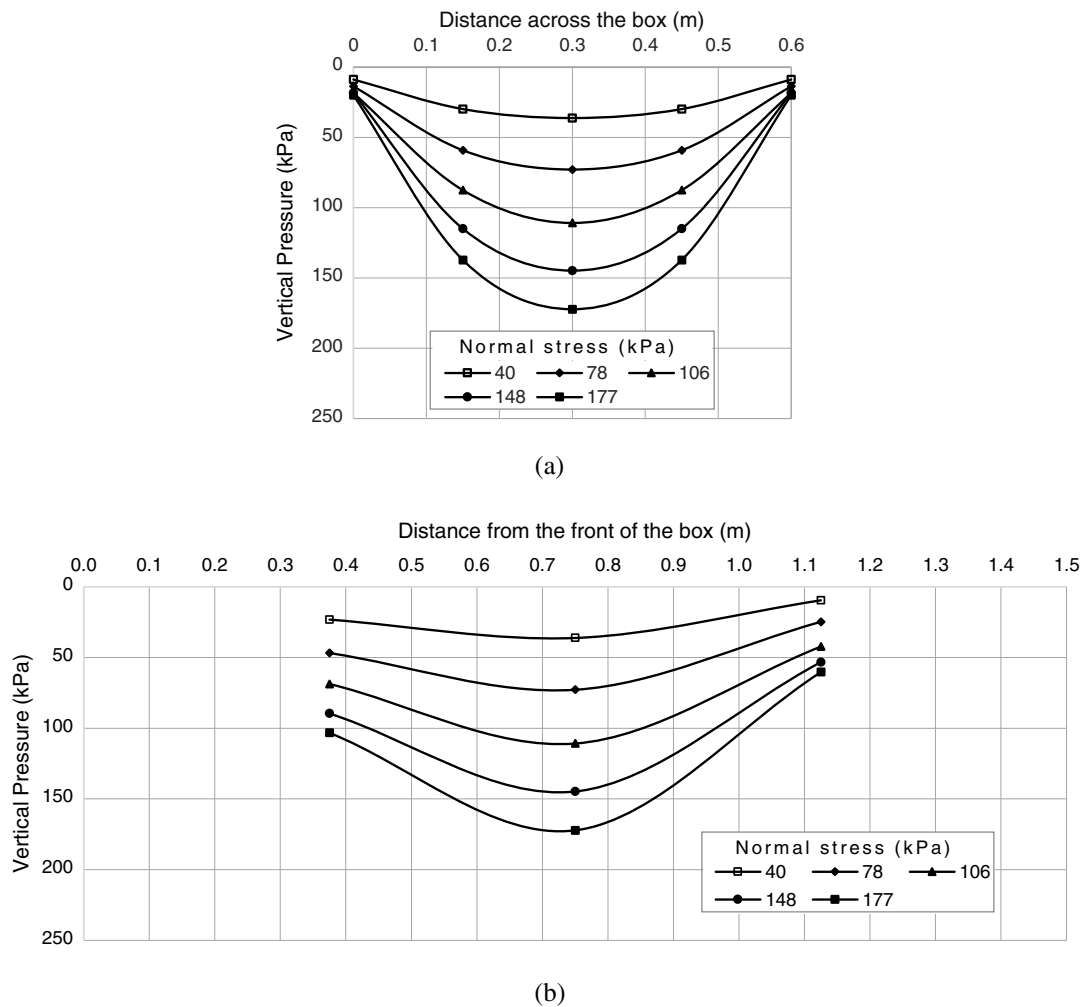 Distance across the box (m)
0 0.1 0.2 0.3 0.4 0.5 0.6
0
50
100
150
200
250
Vertical Pressure (kPa)
Normal stress (kPa)
40 78 106
148 177
(a)
Distance from the front of the box (m)
0.0 0.1 0.2 0.3 0.4 0.5 0.6 0.7 0.8 0.9 1.0 1.1 1.2 1.3 1.4 1.5
0
50
100
150
200
250
Vertical Pressure (kPa)
Normal stress (kPa)
40 78 106
148 177
(b)